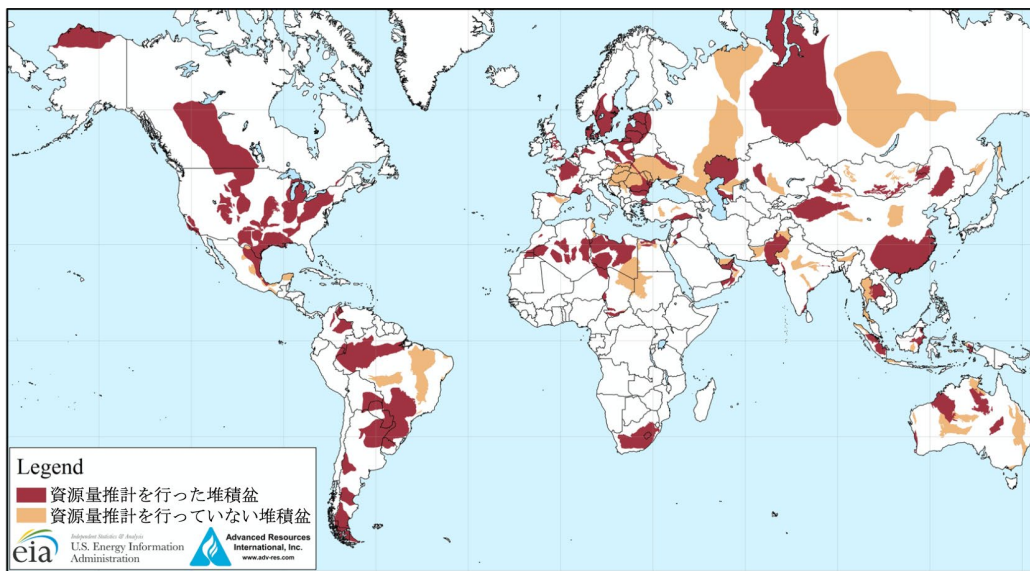 Legend
資源量推計を行った堆積盆
資源量推計を行っていない堆積盆
eia
Independent Statistics & Analysis
U.S. Energy Information
Administration
Advanced Resources
International, Inc.
www.adv-res.com